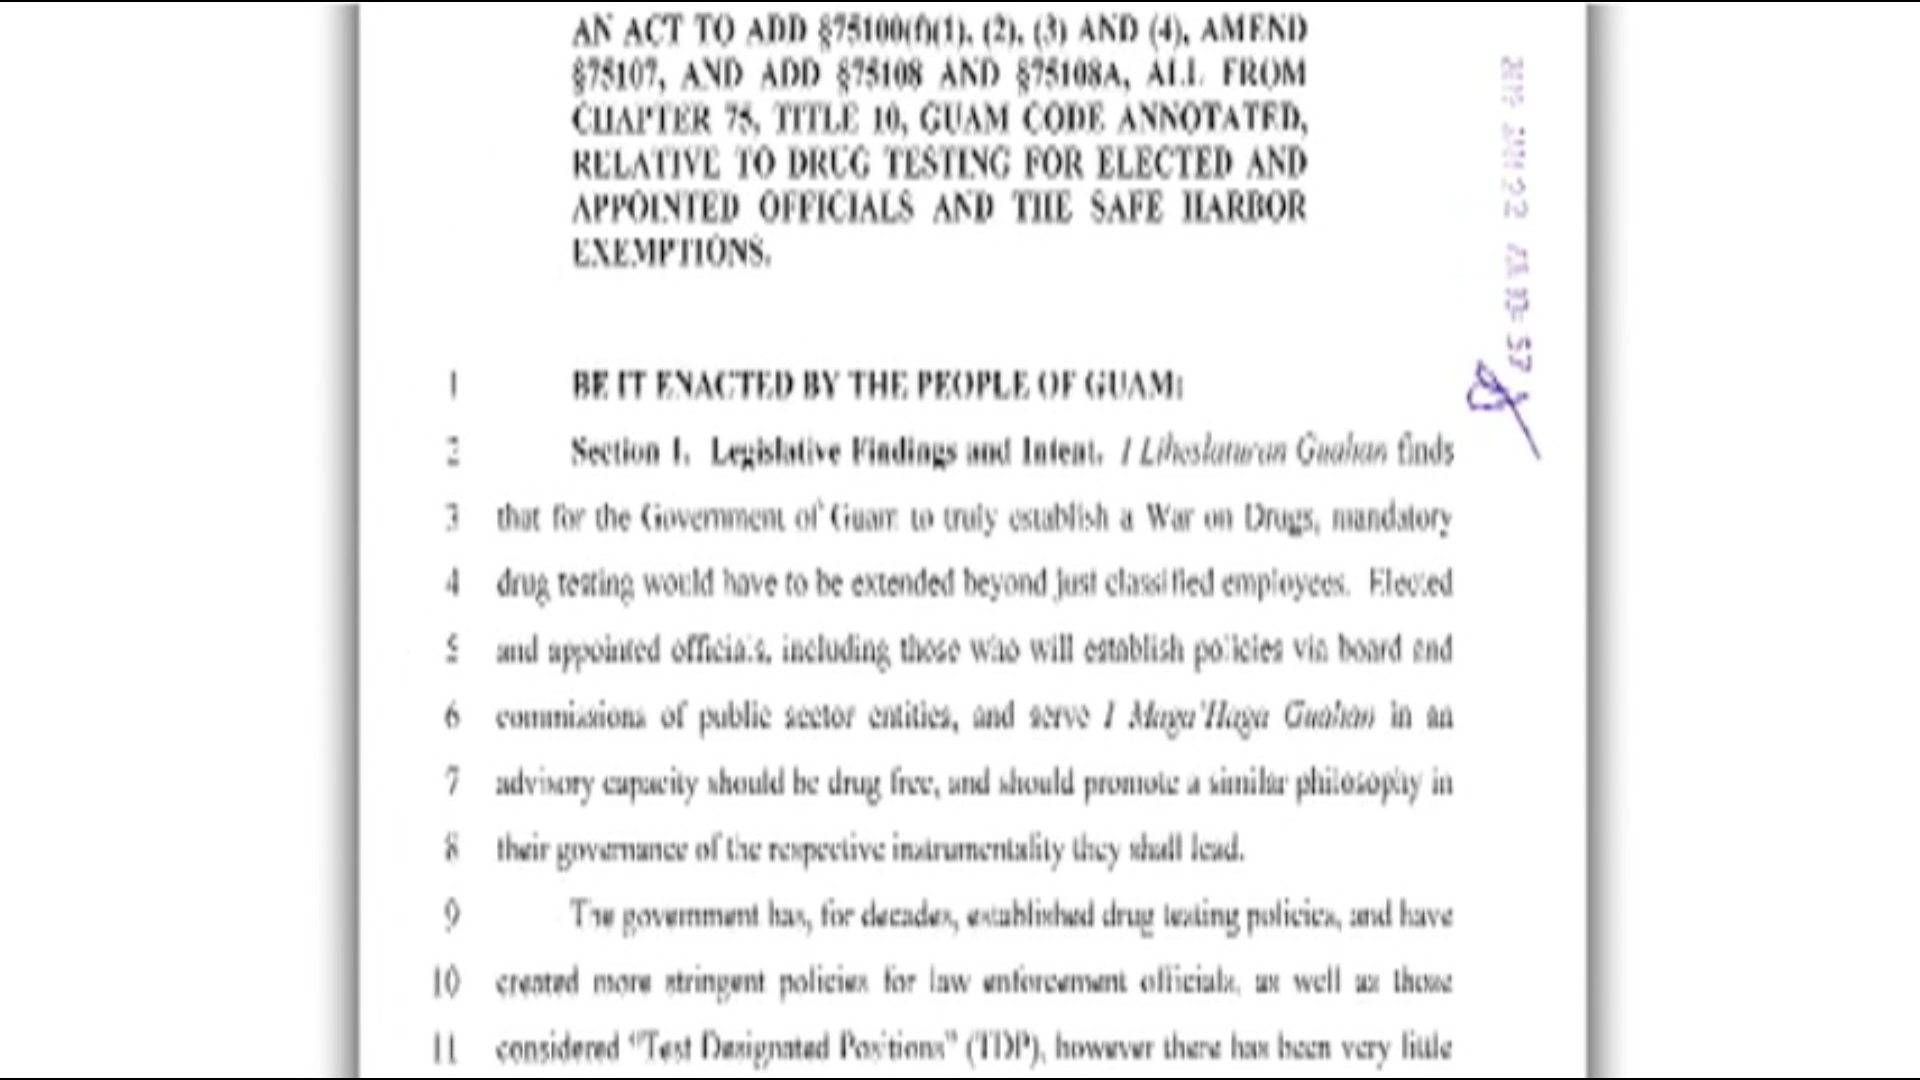 AN ACT TO ADD §75100(f)(1), (2), (3) AND (4), AMEND
§75107, AND ADD §75108 AND §75108A, ALL FROM
CHAPTER 75, TITLE 10, GUAM CODE ANNOTATED,
RELATIVE TO DRUG TESTING FOR ELECTED AND
APPOINTED OFFICIALS AND THE SAFE HARBOR
EXEMPTIONS.
1 BE IT ENACTED BY THE PEOPLE OF GUAM:
2 Section 1. Legislative Findings and Intent. I Liheslaturan Guahan finds
3 that for the Government of Guam to truly establish a War on Drugs, mandatory
4 drug testing would have to be extended beyond just classified employees. Elected
5 and appointed officials, including those who will establish policies via board and
6 commissions of public sector entities, and serve I Maga'Haga Guahan in an
7 advisory capacity should be drug free, and should promote a similar philosophy in
8 their governance of the respective instrumentality they shall lead.
9 The government has, for decades, established drug testing policies, and have
10 created more stringent policies for law enforcement officials, as well as those
11 considered "Test Designated Positions" (TDP), however there has been very little